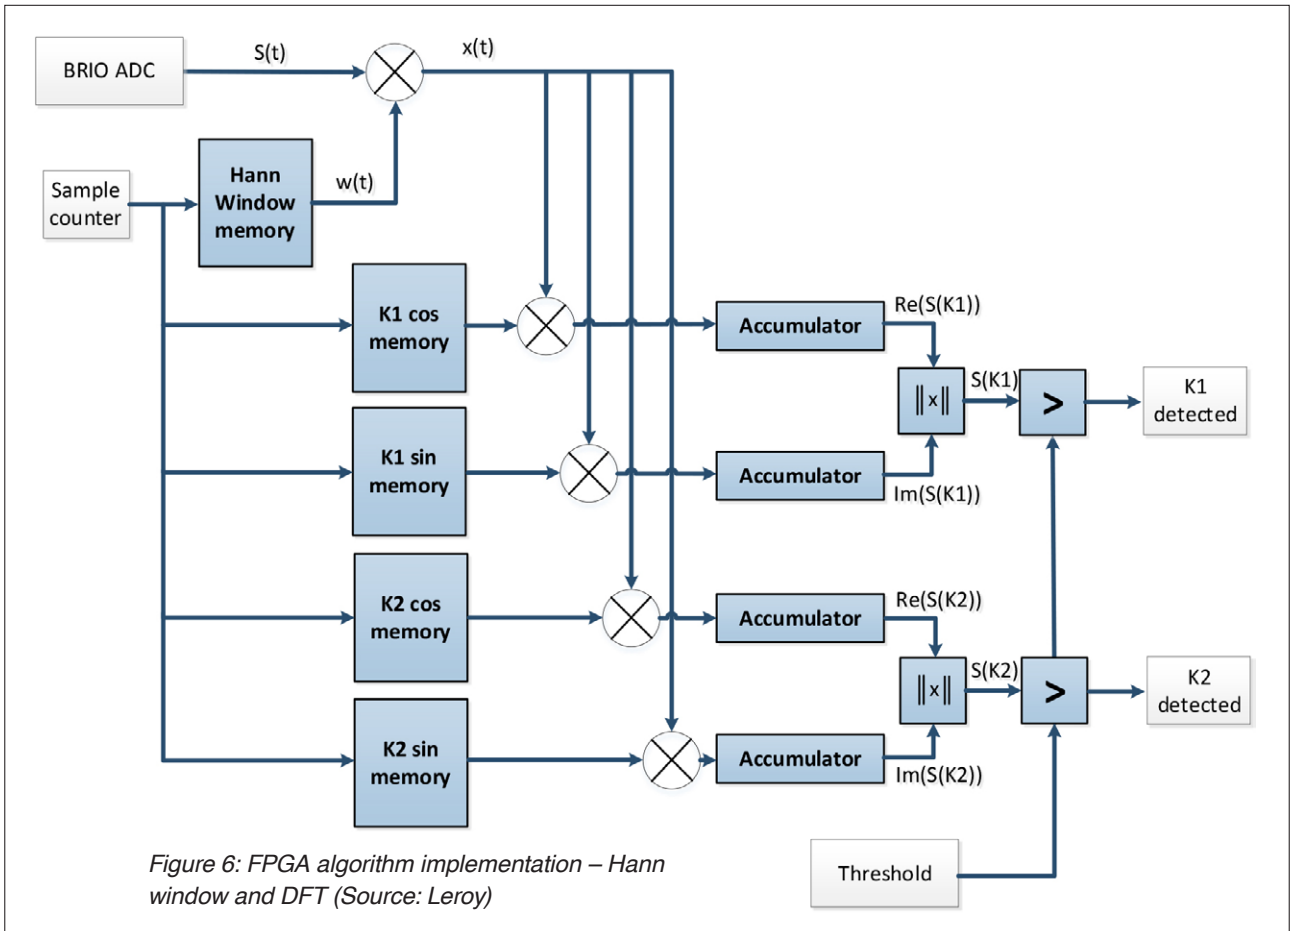 BRIO ADC
S(t)
x(t)
Hann
Window
memory
w(t)
Sample
counter
K1 cos
memory
Accumulator
Re(S(K1))
‖x‖
S(K1)
>
K1
detected
K1 sin
memory
Accumulator
Im(S(K1))
K2 cos
memory
Accumulator
Re(S(K2))
‖x‖
S(K2)
>
K2
detected
K2 sin
memory
Accumulator
Im(S(K2))
Threshold
Figure 6: FPGA algorithm implementation – Hann
window and DFT (Source: Leroy)